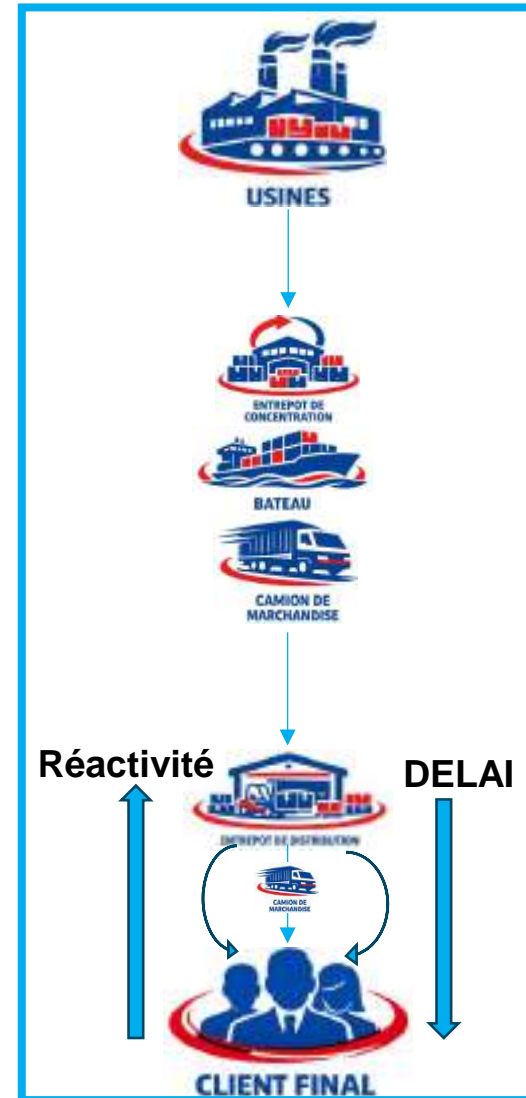 USINES
ENTREPOT DE
CONCENTRATION
BATEAU
CAMION DE
MARCHANDISE
Réactivité
DELAI
ENTREPOT DE DISTRIBUTION
CAMION DE
MARCHANDISE
CLIENT FINAL